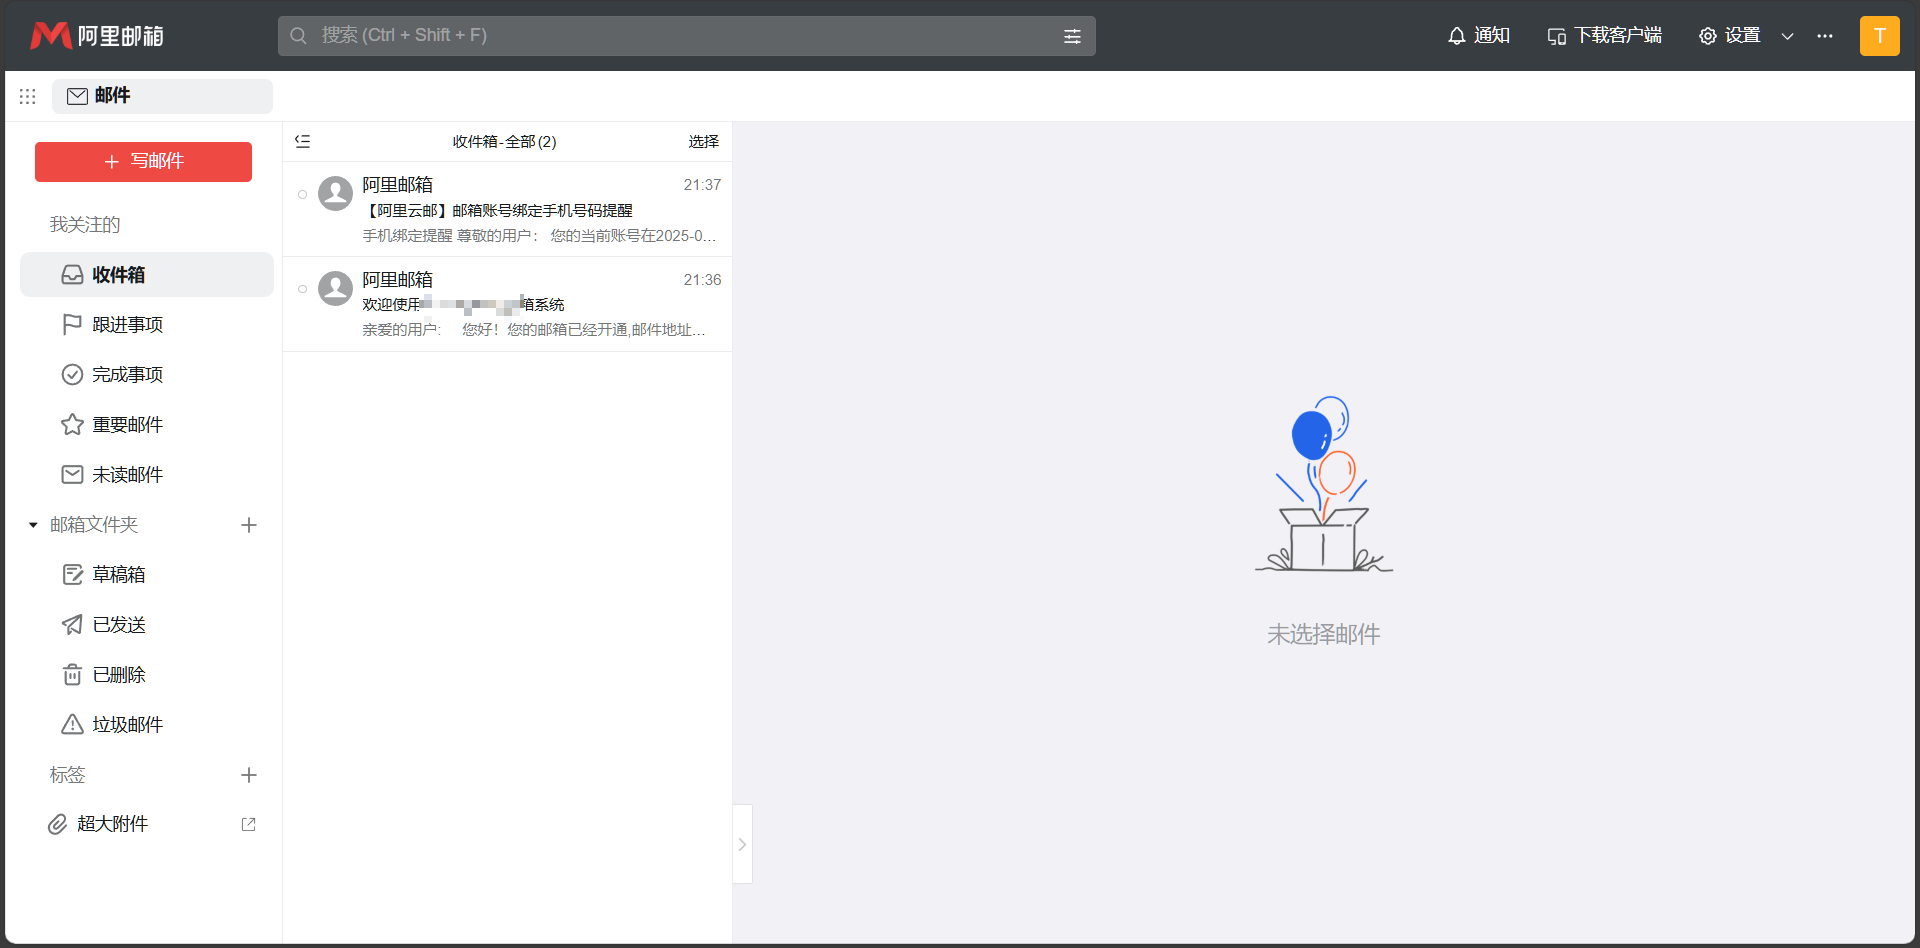 阿里邮箱
搜索 (Ctrl + Shift + F)
通知
下载客户端
设置
T
邮件
写邮件
我关注的
收件箱
跟进事项
完成事项
重要邮件
未读邮件
邮箱文件夹
草稿箱
已发送
已删除
垃圾邮件
标签
超大附件
收件箱-全部(2)
选择
阿里邮箱 21:37
【阿里云邮】邮箱账号绑定手机号码提醒
手机绑定提醒 尊敬的用户： 您的当前账号在2025-0...
阿里邮箱 21:36
欢迎使用 箱系统
亲爱的用户: 您好！您的邮箱已经开通,邮件地址...
未选择邮件